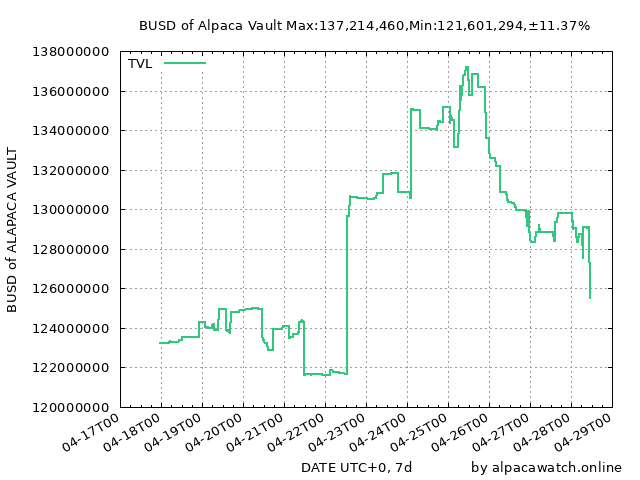 BUSD of Alpaca Vault Max:137,214,460,Min:121,601,294,±11.37%
138000000
TVL
136000000
134000000
132000000
130000000
128000000
126000000
124000000
122000000
120000000
BUSD of ALAPACA VAULT
04-17T00
04-18T00
04-19T00
04-20T00
04-21T00
04-22T00
04-23T00
04-24T00
04-25T00
04-26T00
04-27T00
04-28T00
04-29T00
DATE UTC+0, 7d
by alpacawatch.online